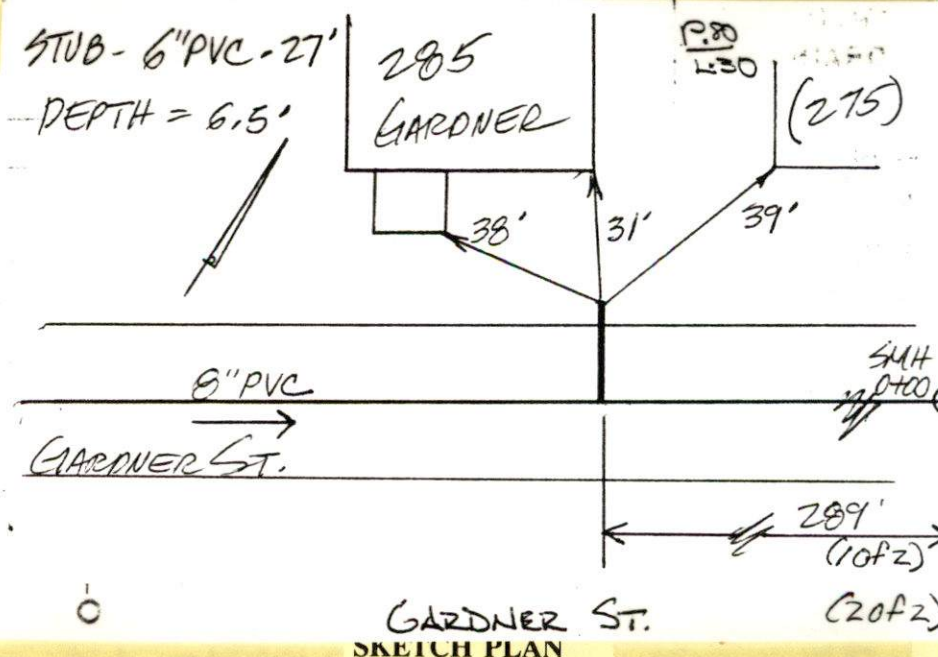 STUB - 6" PVC - 27'
DEPTH = 6.5'
285
GARDNER
P.80
L.30
(275)
38'
31'
39'
8" PVC
SMH
0+00
GARDNER ST.
289'
(1 of 2)
GARDNER ST.
(2 of 2)
SKETCH PLAN